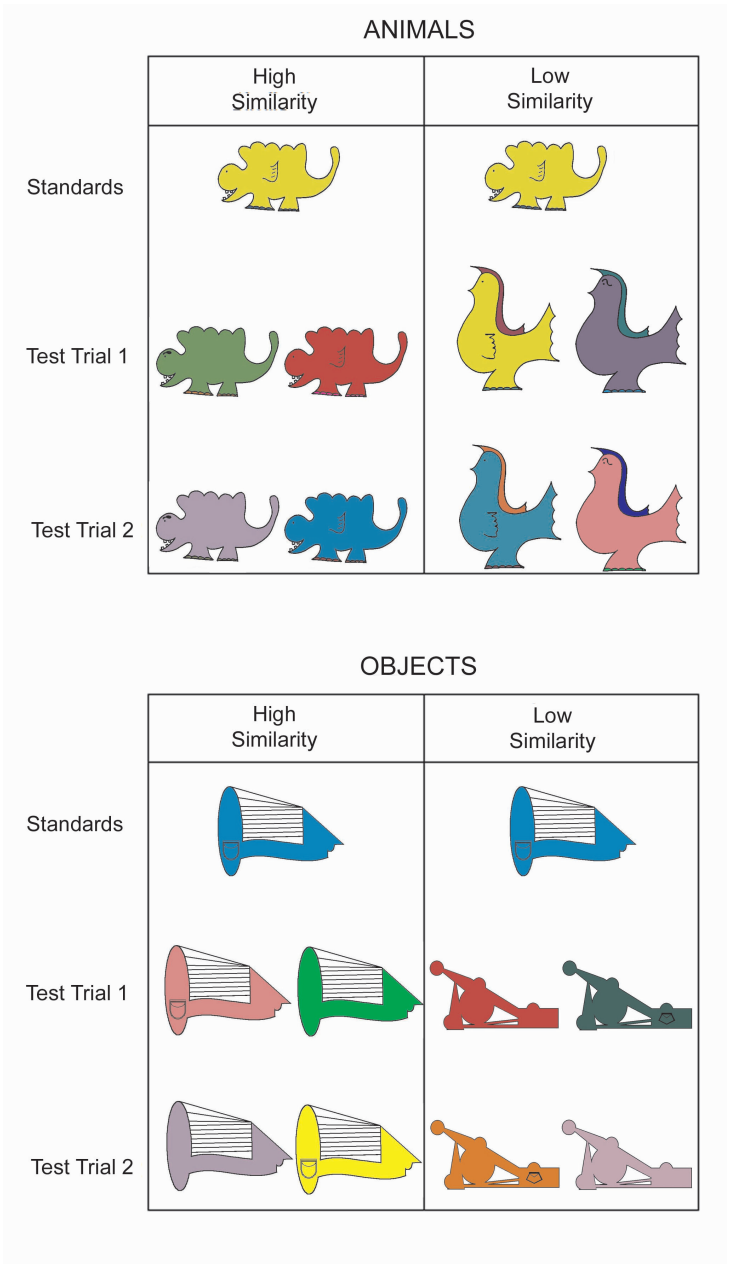 ANIMALS
High
Similarity
Low
Similarity
Standards
Test Trial 1
Test Trial 2
OBJECTS
High
Similarity
Low
Similarity
Standards
Test Trial 1
Test Trial 2